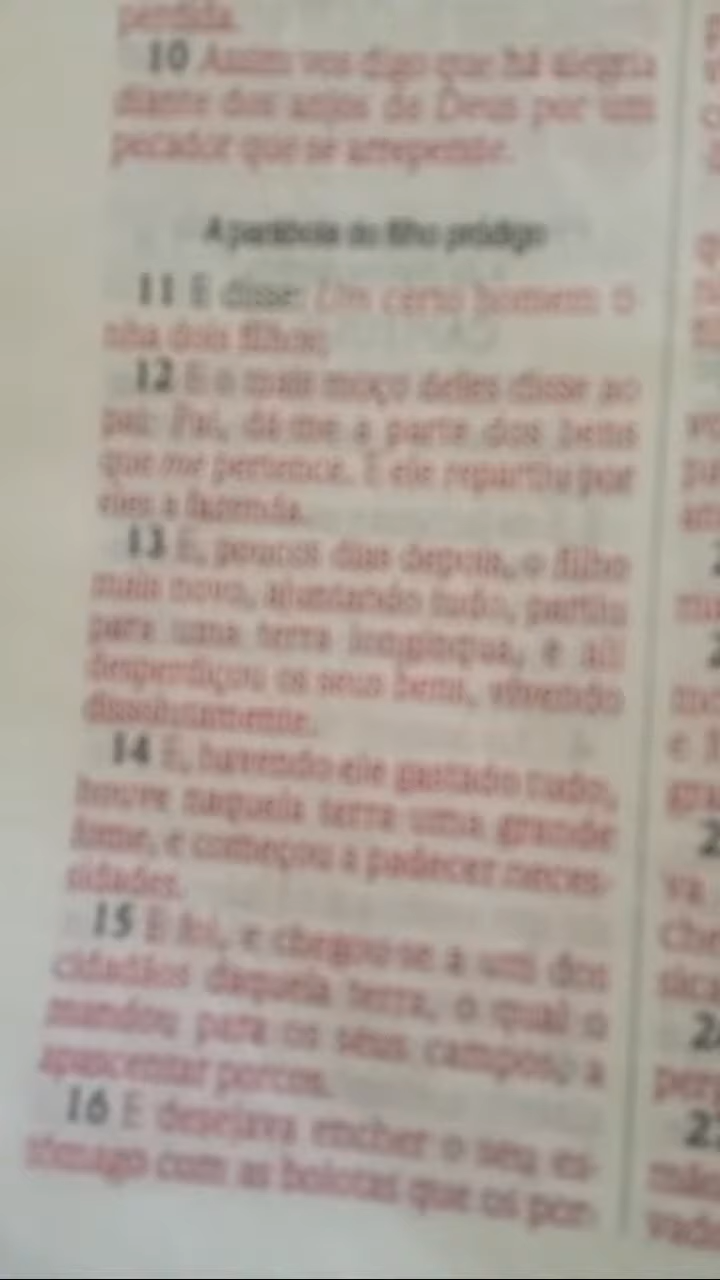 perdida.
10 Assim vos digo que há alegria
diante dos anjos de Deus por um
pecador que se arrepende.
A parábola do filho pródigo
11 E disse: Um certo homem ti-
nha dois filhos;
12 E o mais moço deles disse ao
pai: Pai, dá-me a parte dos bens
que me pertence. E ele repartiu por
eles a fazenda.
13 E, poucos dias depois, o filho
mais novo, ajuntando tudo, partiu
para uma terra longínqua, e ali
desperdiçou os seus bens, vivendo
dissolutamente.
14 E, havendo ele gastado tudo,
houve naquela terra uma grande
fome, e começou a padecer neces-
sidades.
15 E foi, e chegou-se a um dos
cidadãos daquela terra, o qual o
mandou para os seus campos, a
apascentar porcos.
16 E desejava encher o seu es-
tômago com as bolotas que os por-